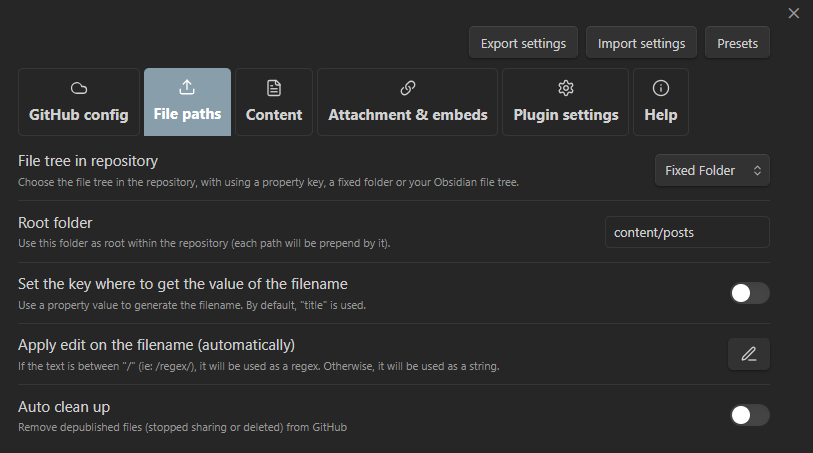 Export settings Import settings Presets
GitHub config File paths Content Attachment & embeds Plugin settings Help
File tree in repository
Choose the file tree in the repository, with using a property key, a fixed folder or your Obsidian file tree.
Fixed Folder
Root folder
Use this folder as root within the repository (each path will be prepend by it).
content/posts
Set the key where to get the value of the filename
Use a property value to generate the filename. By default, "title" is used.
Apply edit on the filename (automatically)
If the text is between "/" (ie: /regex/), it will be used as a regex. Otherwise, it will be used as a string.
Auto clean up
Remove depublished files (stopped sharing or deleted) from GitHub